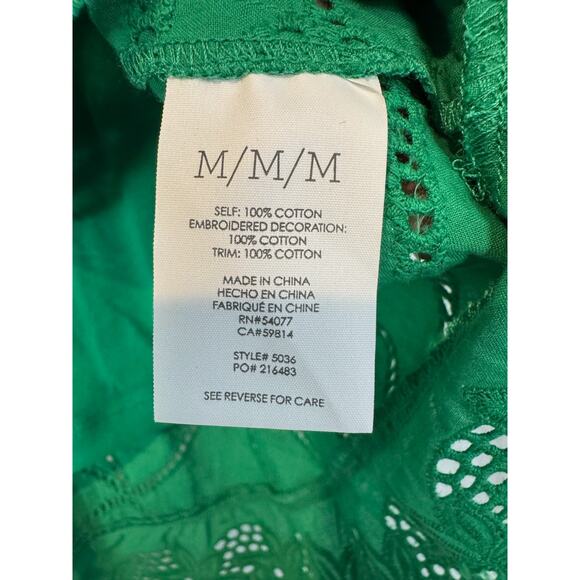 M/M/M
SELF: 100% COTTON
EMBROIDERED DECORATION:
100% COTTON
TRIM: 100% COTTON
MADE IN CHINA
HECHO EN CHINA
FABRIQUÉ EN CHINE
RN#54077
CA#59814
STYLE# 5036
PO# 216483
SEE REVERSE FOR CARE